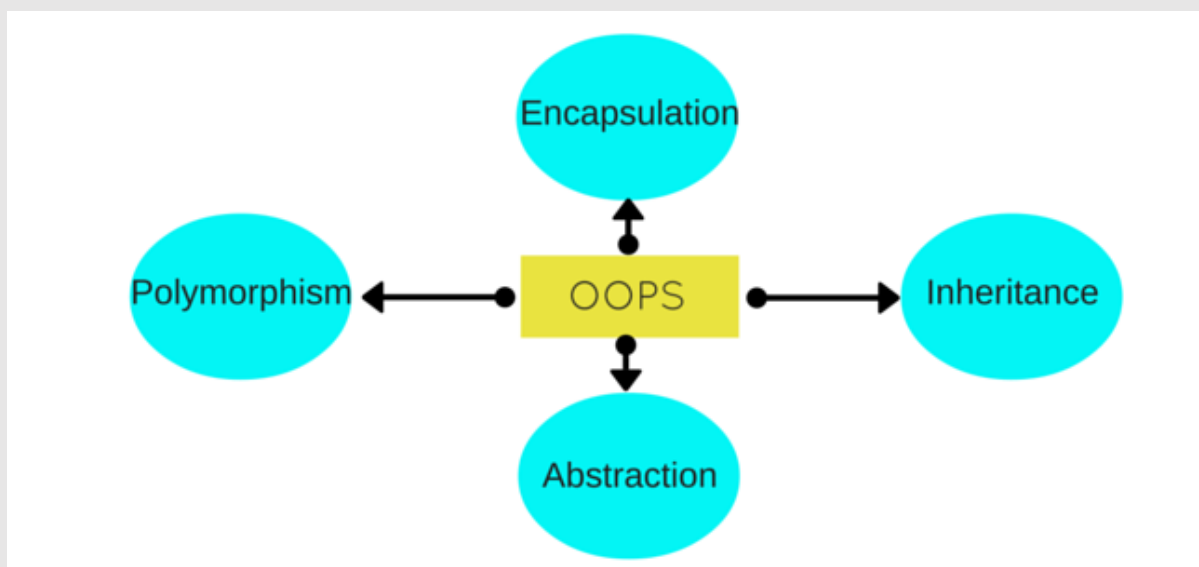 Encapsulation
Polymorphism
OOPS
Inheritance
Abstraction